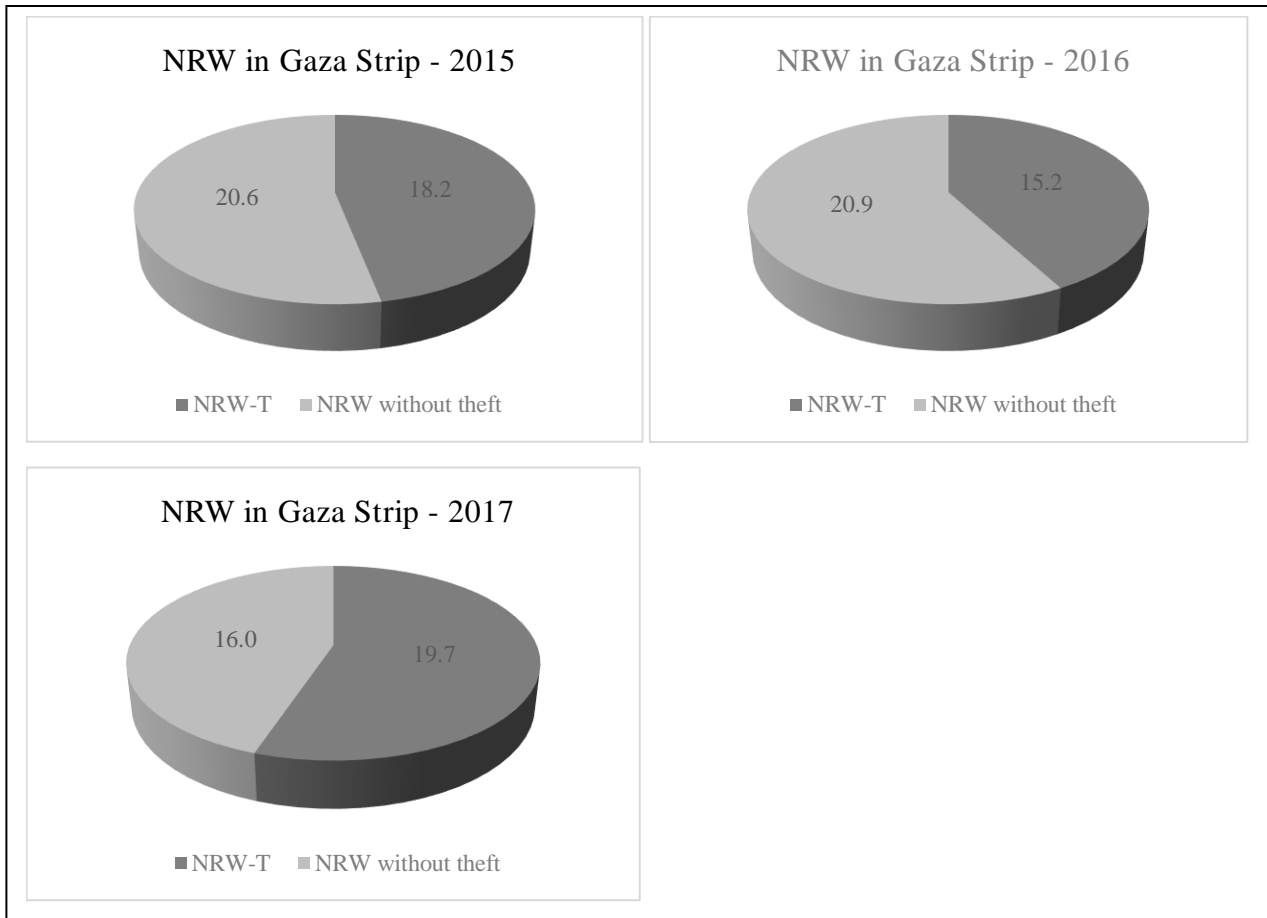 NRW in Gaza Strip - 2015
20.6
18.2
NRW-T NRW without theft
NRW in Gaza Strip - 2016
20.9
15.2
NRW-T NRW without theft
NRW in Gaza Strip - 2017
16.0
19.7
NRW-T NRW without theft